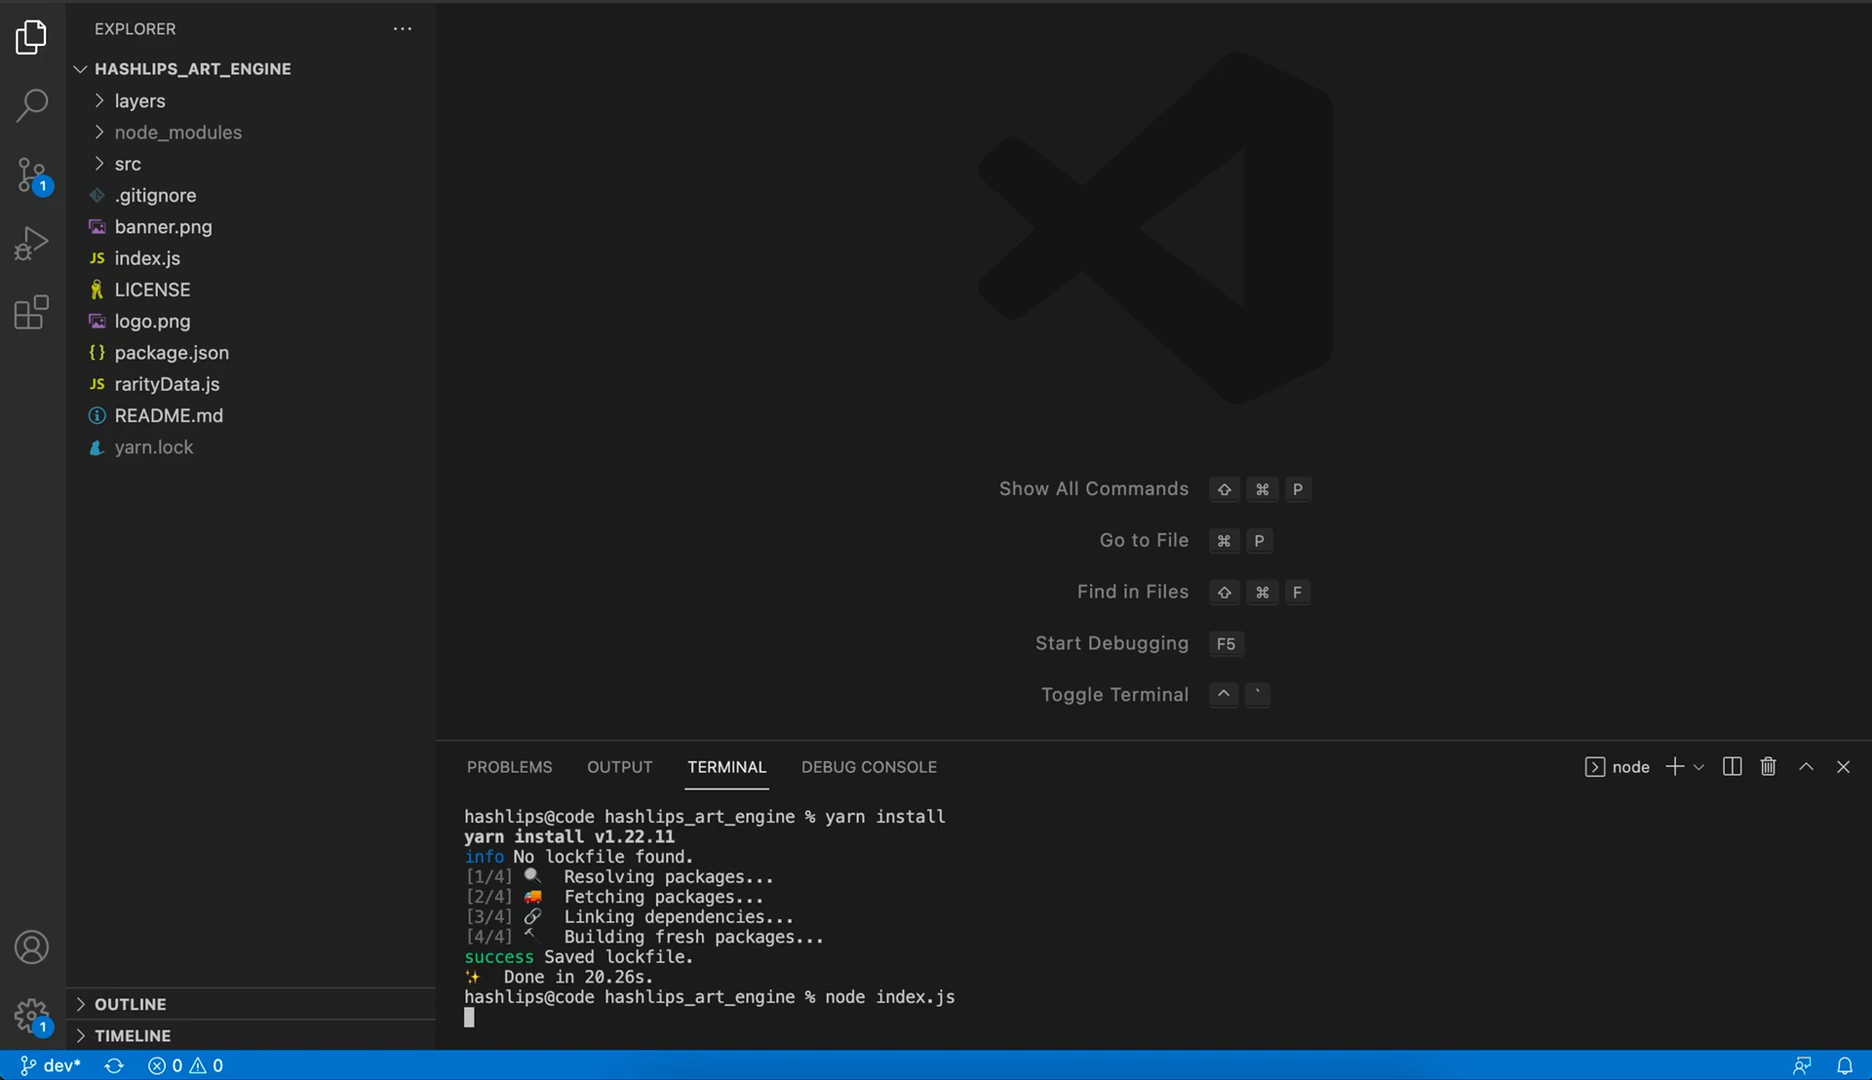 EXPLORER
HASHLIPS_ART_ENGINE
layers
node_modules
src
.gitignore
banner.png
JS index.js
LICENSE
logo.png
{} package.json
JS rarityData.js
README.md
yarn.lock
OUTLINE
TIMELINE
Show All Commands ⇧ ⌘ P
Go to File ⌘ P
Find in Files ⇧ ⌘ F
Start Debugging F5
Toggle Terminal ^ `
PROBLEMS OUTPUT TERMINAL DEBUG CONSOLE
node
hashlips@code hashlips_art_engine % yarn install
yarn install v1.22.11
info No lockfile found.
[1/4] 🔍 Resolving packages...
[2/4] 🚚 Fetching packages...
[3/4] 🔗 Linking dependencies...
[4/4] 🔨 Building fresh packages...
success Saved lockfile.
✨ Done in 20.26s.
hashlips@code hashlips_art_engine % node index.js
1
1
dev* 0 0